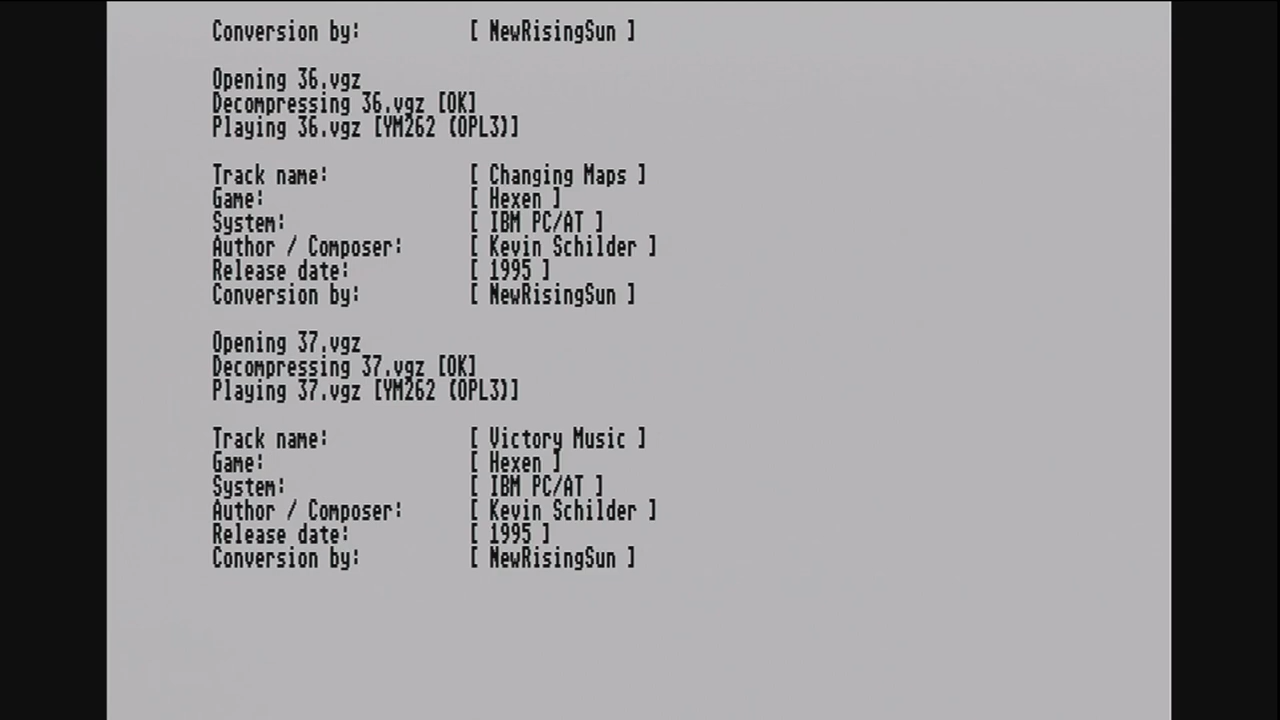 Conversion by: [ NewRisingSun ]
Opening 36.vgz
Decompressing 36.vgz [OK]
Playing 36.vgz [YM262 (OPL3)]
Track name: [ Changing Maps ]
Game: [ Hexen ]
System: [ IBM PC/AT ]
Author / Composer: [ Kevin Schilder ]
Release date: [ 1995 ]
Conversion by: [ NewRisingSun ]
Opening 37.vgz
Decompressing 37.vgz [OK]
Playing 37.vgz [YM262 (OPL3)]
Track name: [ Victory Music ]
Game: [ Hexen ]
System: [ IBM PC/AT ]
Author / Composer: [ Kevin Schilder ]
Release date: [ 1995 ]
Conversion by: [ NewRisingSun ]